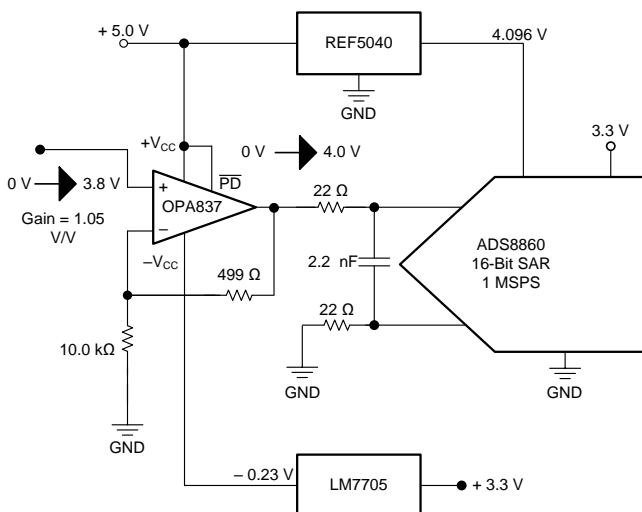 + 5.0 V
REF5040
4.096 V
GND
3.3 V
+VCC
PD
0 V
4.0 V
0 V
3.8 V
+
OPA837
Gain = 1.05
V/V
−
−VCC
22 Ω
2.2 nF
ADS8860
16-Bit SAR
1 MSPS
499 Ω
22 Ω
10.0 kΩ
GND
GND
GND
− 0.23 V
LM7705
+ 3.3 V